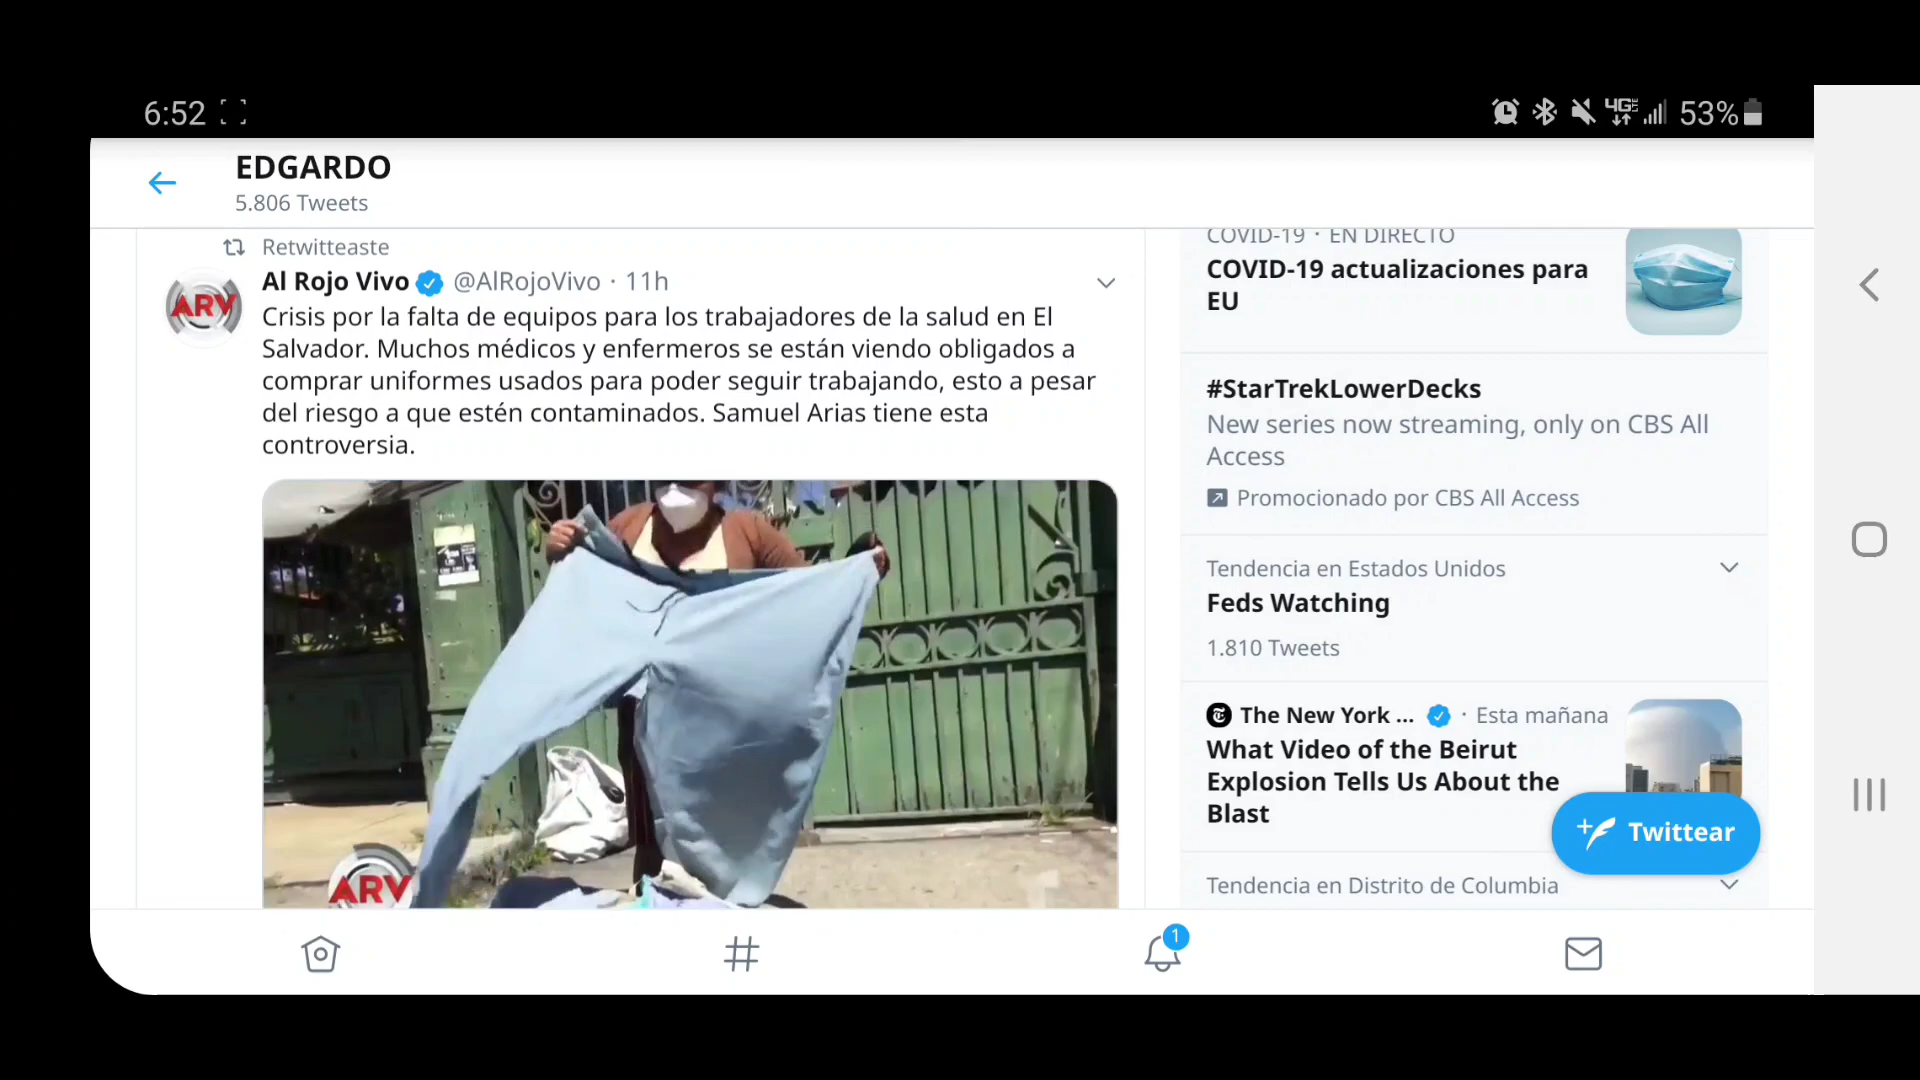 6:52
4G LTE
53%
EDGARDO
5.806 Tweets
Retwitteaste
Al Rojo Vivo @AlRojoVivo · 11h
ARV
Crisis por la falta de equipos para los trabajadores de la salud en El
Salvador. Muchos médicos y enfermeros se están viendo obligados a
comprar uniformes usados para poder seguir trabajando, esto a pesar
del riesgo a que estén contaminados. Samuel Arias tiene esta
controversia.
ARV
COVID-19 · EN DIRECTO
COVID-19 actualizaciones para
EU
#StarTrekLowerDecks
New series now streaming, only on CBS All
Access
Promocionado por CBS All Access
Tendencia en Estados Unidos
Feds Watching
1.810 Tweets
The New York ... · Esta mañana
What Video of the Beirut
Explosion Tells Us About the
Blast
+ Twittear
Tendencia en Distrito de Columbia
1